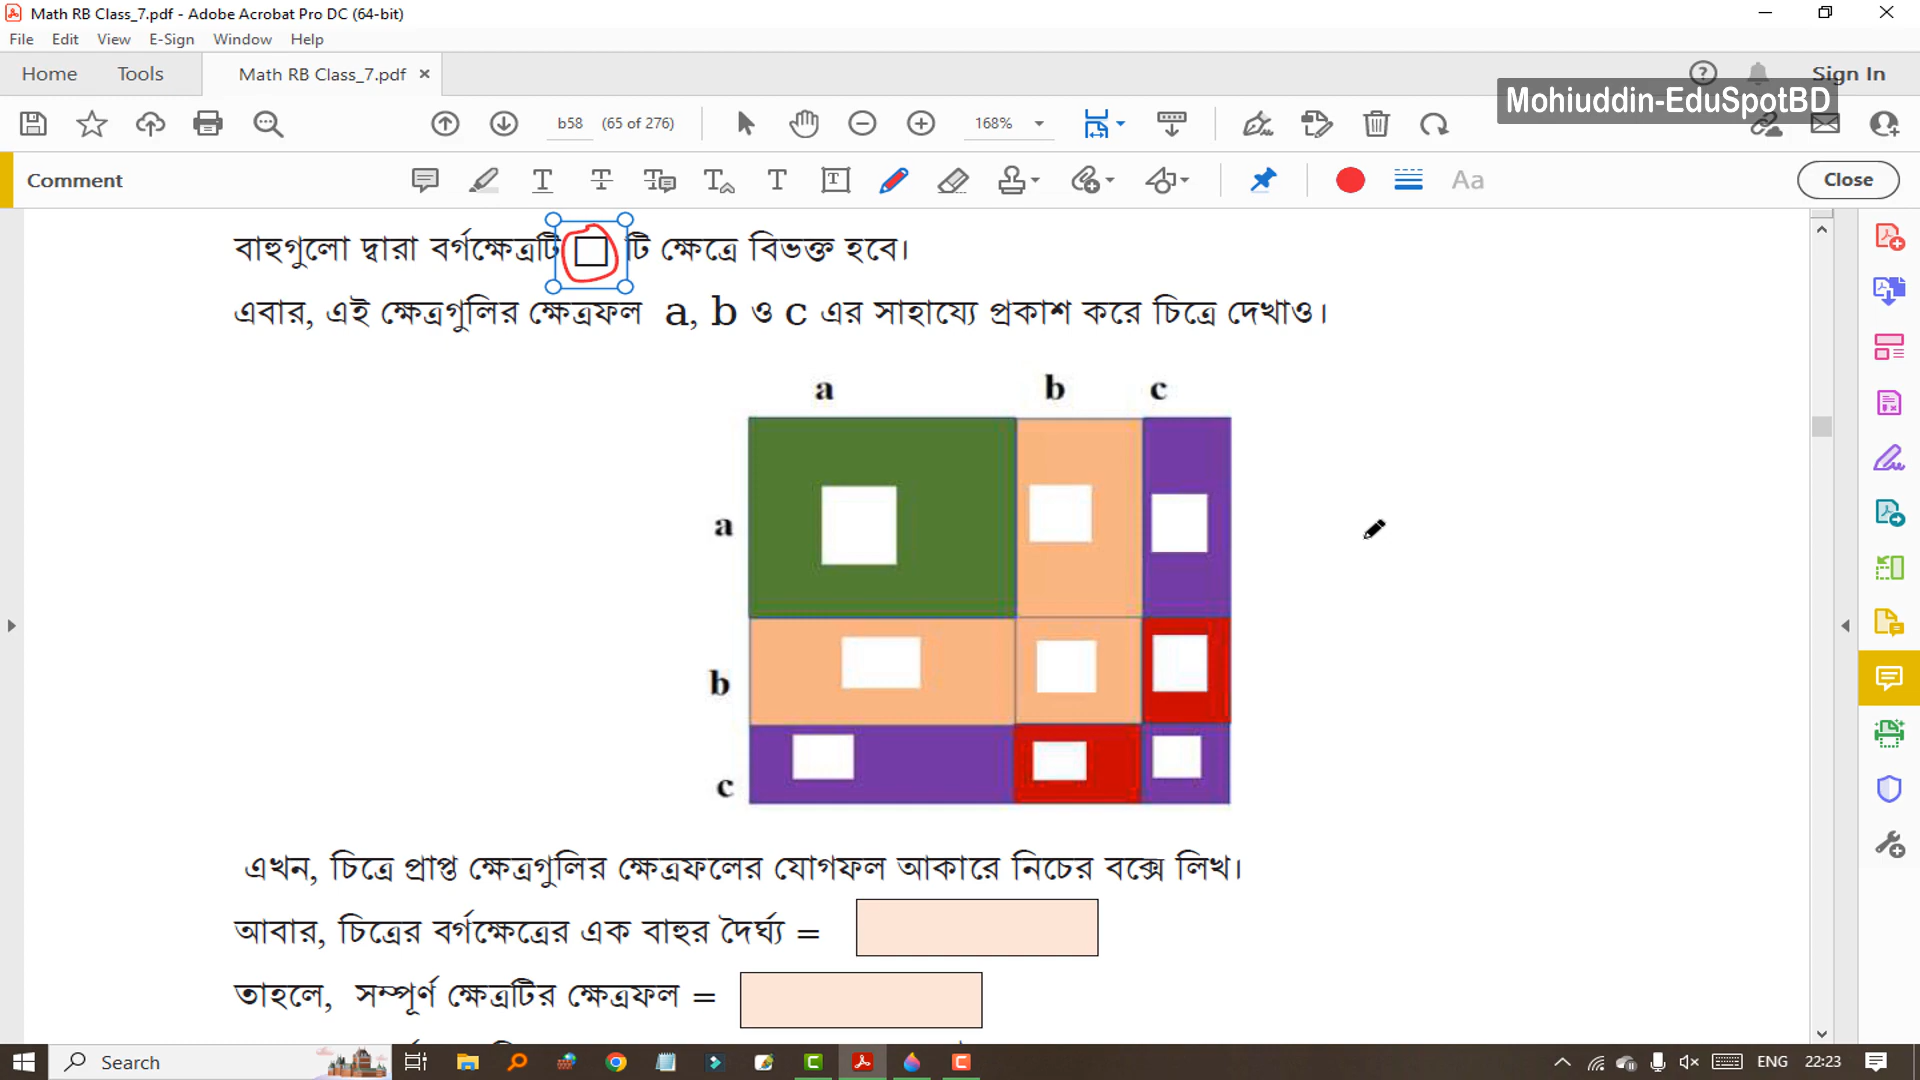 Math RB Class_7.pdf - Adobe Acrobat Pro DC (64-bit)
File Edit View E-Sign Window Help
Home Tools Math RB Class_7.pdf × Sign In
Mohiuddin-EduSpotBD
b58 (65 of 276) 168%
Comment Aa Close
বাহুগুলো দ্বারা বর্গক্ষেত্রটি □ টি ক্ষেত্রে বিভক্ত হবে।
এবার, এই ক্ষেত্রগুলির ক্ষেত্রফল a, b ও c এর সাহায্যে প্রকাশ করে চিত্রে দেখাও।
a b c
a
b
c
এখন, চিত্রে প্রাপ্ত ক্ষেত্রগুলির ক্ষেত্রফলের যোগফল আকারে নিচের বক্সে লিখ।
আবার, চিত্রের বর্গক্ষেত্রের এক বাহুর দৈর্ঘ্য =
তাহলে, সম্পূর্ণ ক্ষেত্রটির ক্ষেত্রফল =
Search ENG 22:23